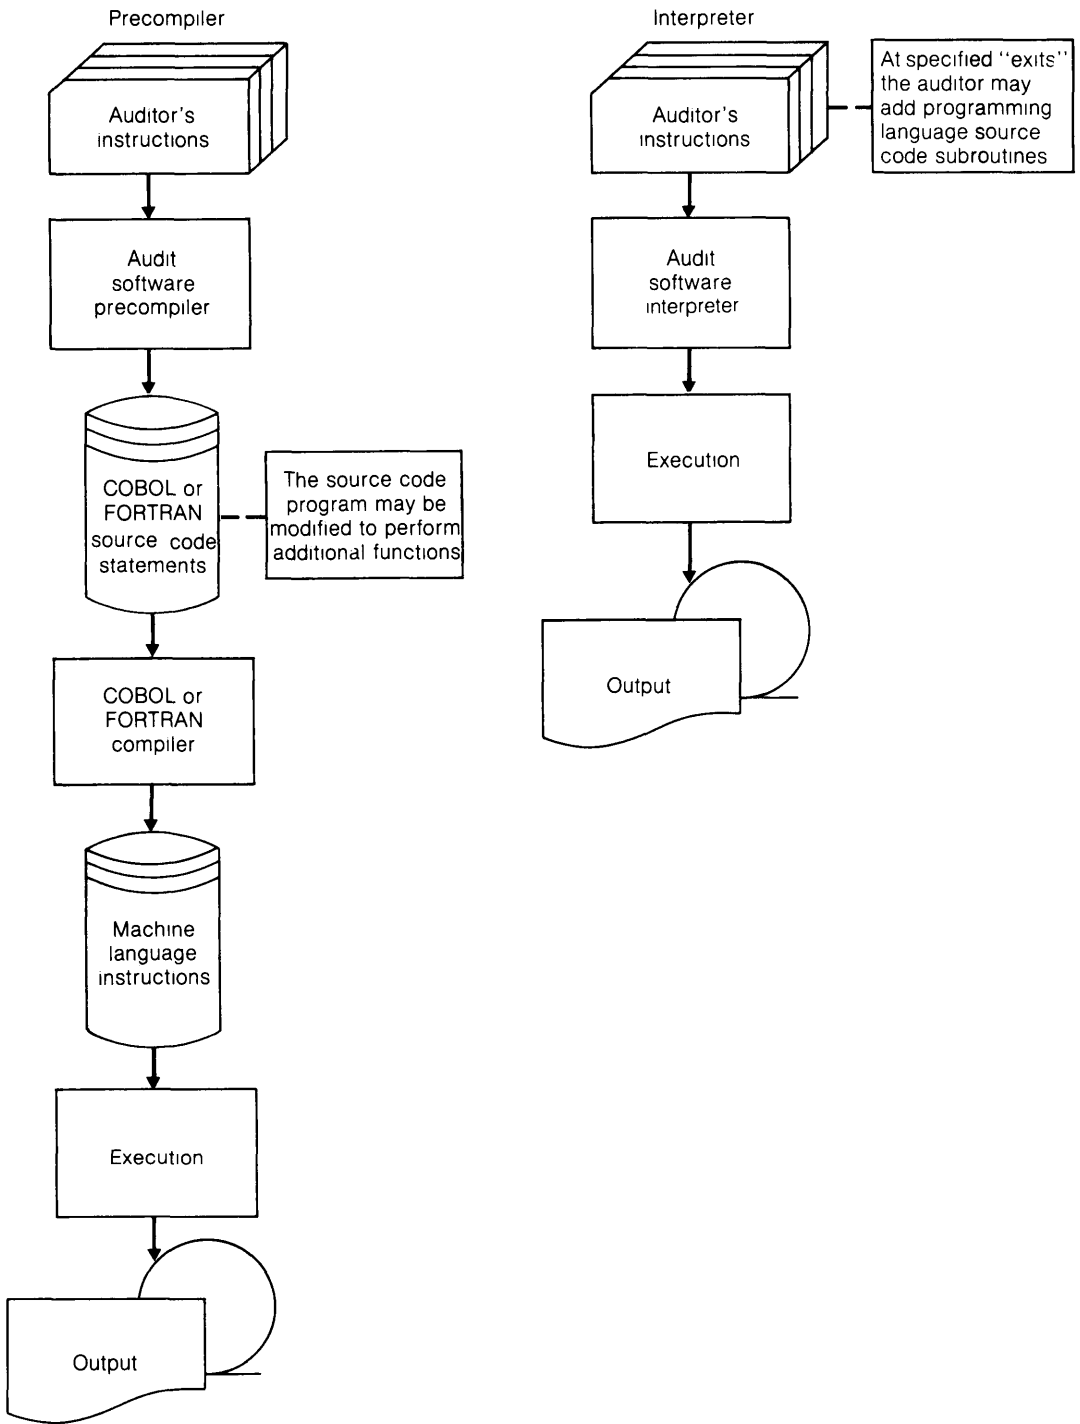 Precompiler
Auditor's
instructions
Audit
software
precompiler
COBOL or
FORTRAN
source code
statements
The source code
program may be
modified to perform
additional functions
COBOL or
FORTRAN
compiler
Machine
language
instructions
Execution
Output
Interpreter
Auditor's
instructions
At specified "exits"
the auditor may
add programming
language source
code subroutines
Audit
software
interpreter
Execution
Output